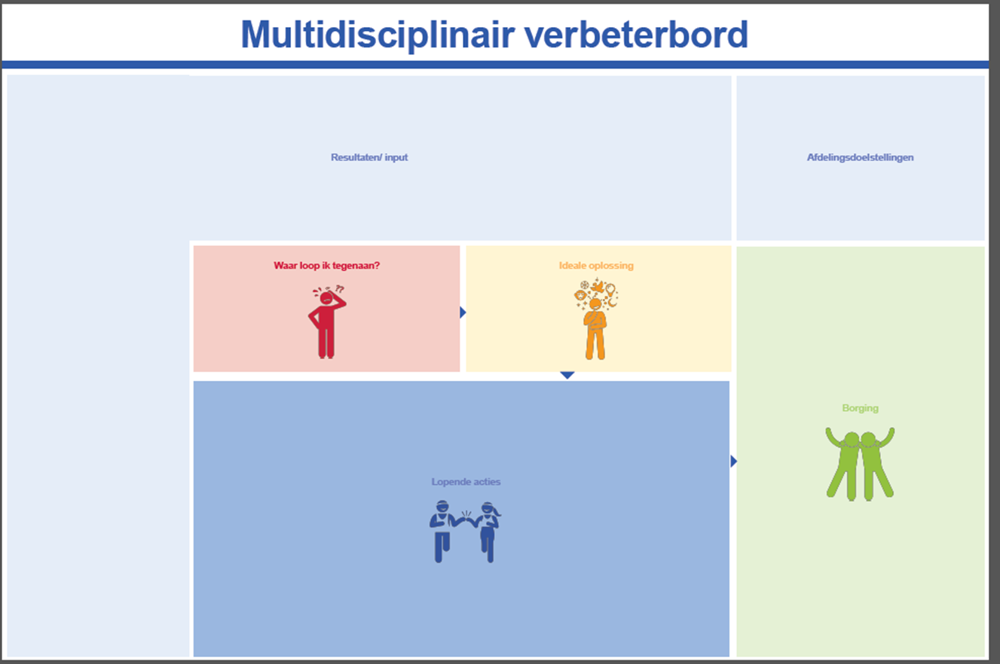 Multidisciplinair verbeterbord
Resultaten/ input
Afdelingsdoelstellingen
Waar loop ik tegenaan?
Ideale oplossing
??
Borging
Lopende acties